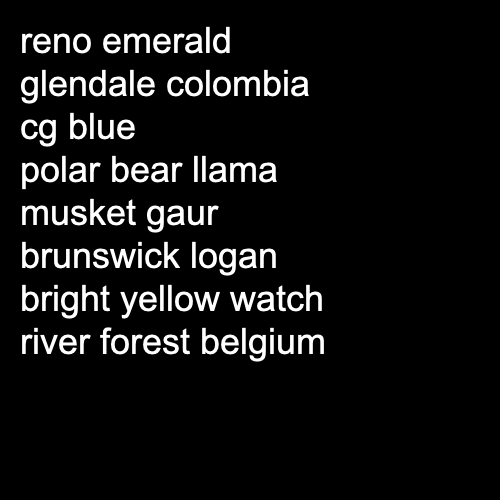 reno emerald
glendale colombia
cg blue
polar bear llama
musket gaur
brunswick logan
bright yellow watch
river forest belgium